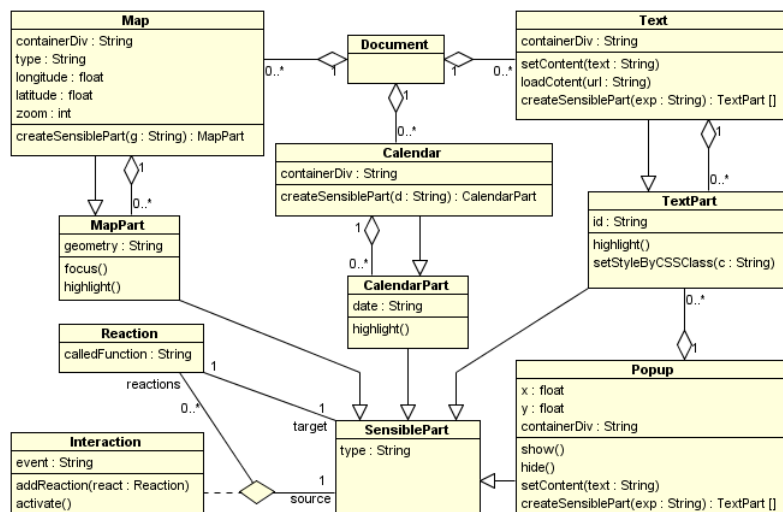 Map
containerDiv : String
type : String
longitude : float
latitude : float
zoom : int
createSensiblePart(g : String) : MapPart
Document
Text
containerDiv : String
setContent(text : String)
loadCotent(url : String)
createSensiblePart(exp : String) : TextPart []
0..*
1
1
0..*
1
0..*
1
0..*
1
0..*
Calendar
containerDiv : String
createSensiblePart(d : String) : CalendarPart
1
0..*
MapPart
geometry : String
focus()
highlight()
CalendarPart
date : String
highlight()
TextPart
id : String
highlight()
setStyleByCSSClass(c : String)
0..*
1
Reaction
calledFunction : String
reactions
0..*
1
1
target
SensiblePart
type : String
1
source
Interaction
event : String
addReaction(react : Reaction)
activate()
Popup
x : float
y : float
containerDiv : String
show()
hide()
setContent(text : String)
createSensiblePart(exp : String) : TextPart []